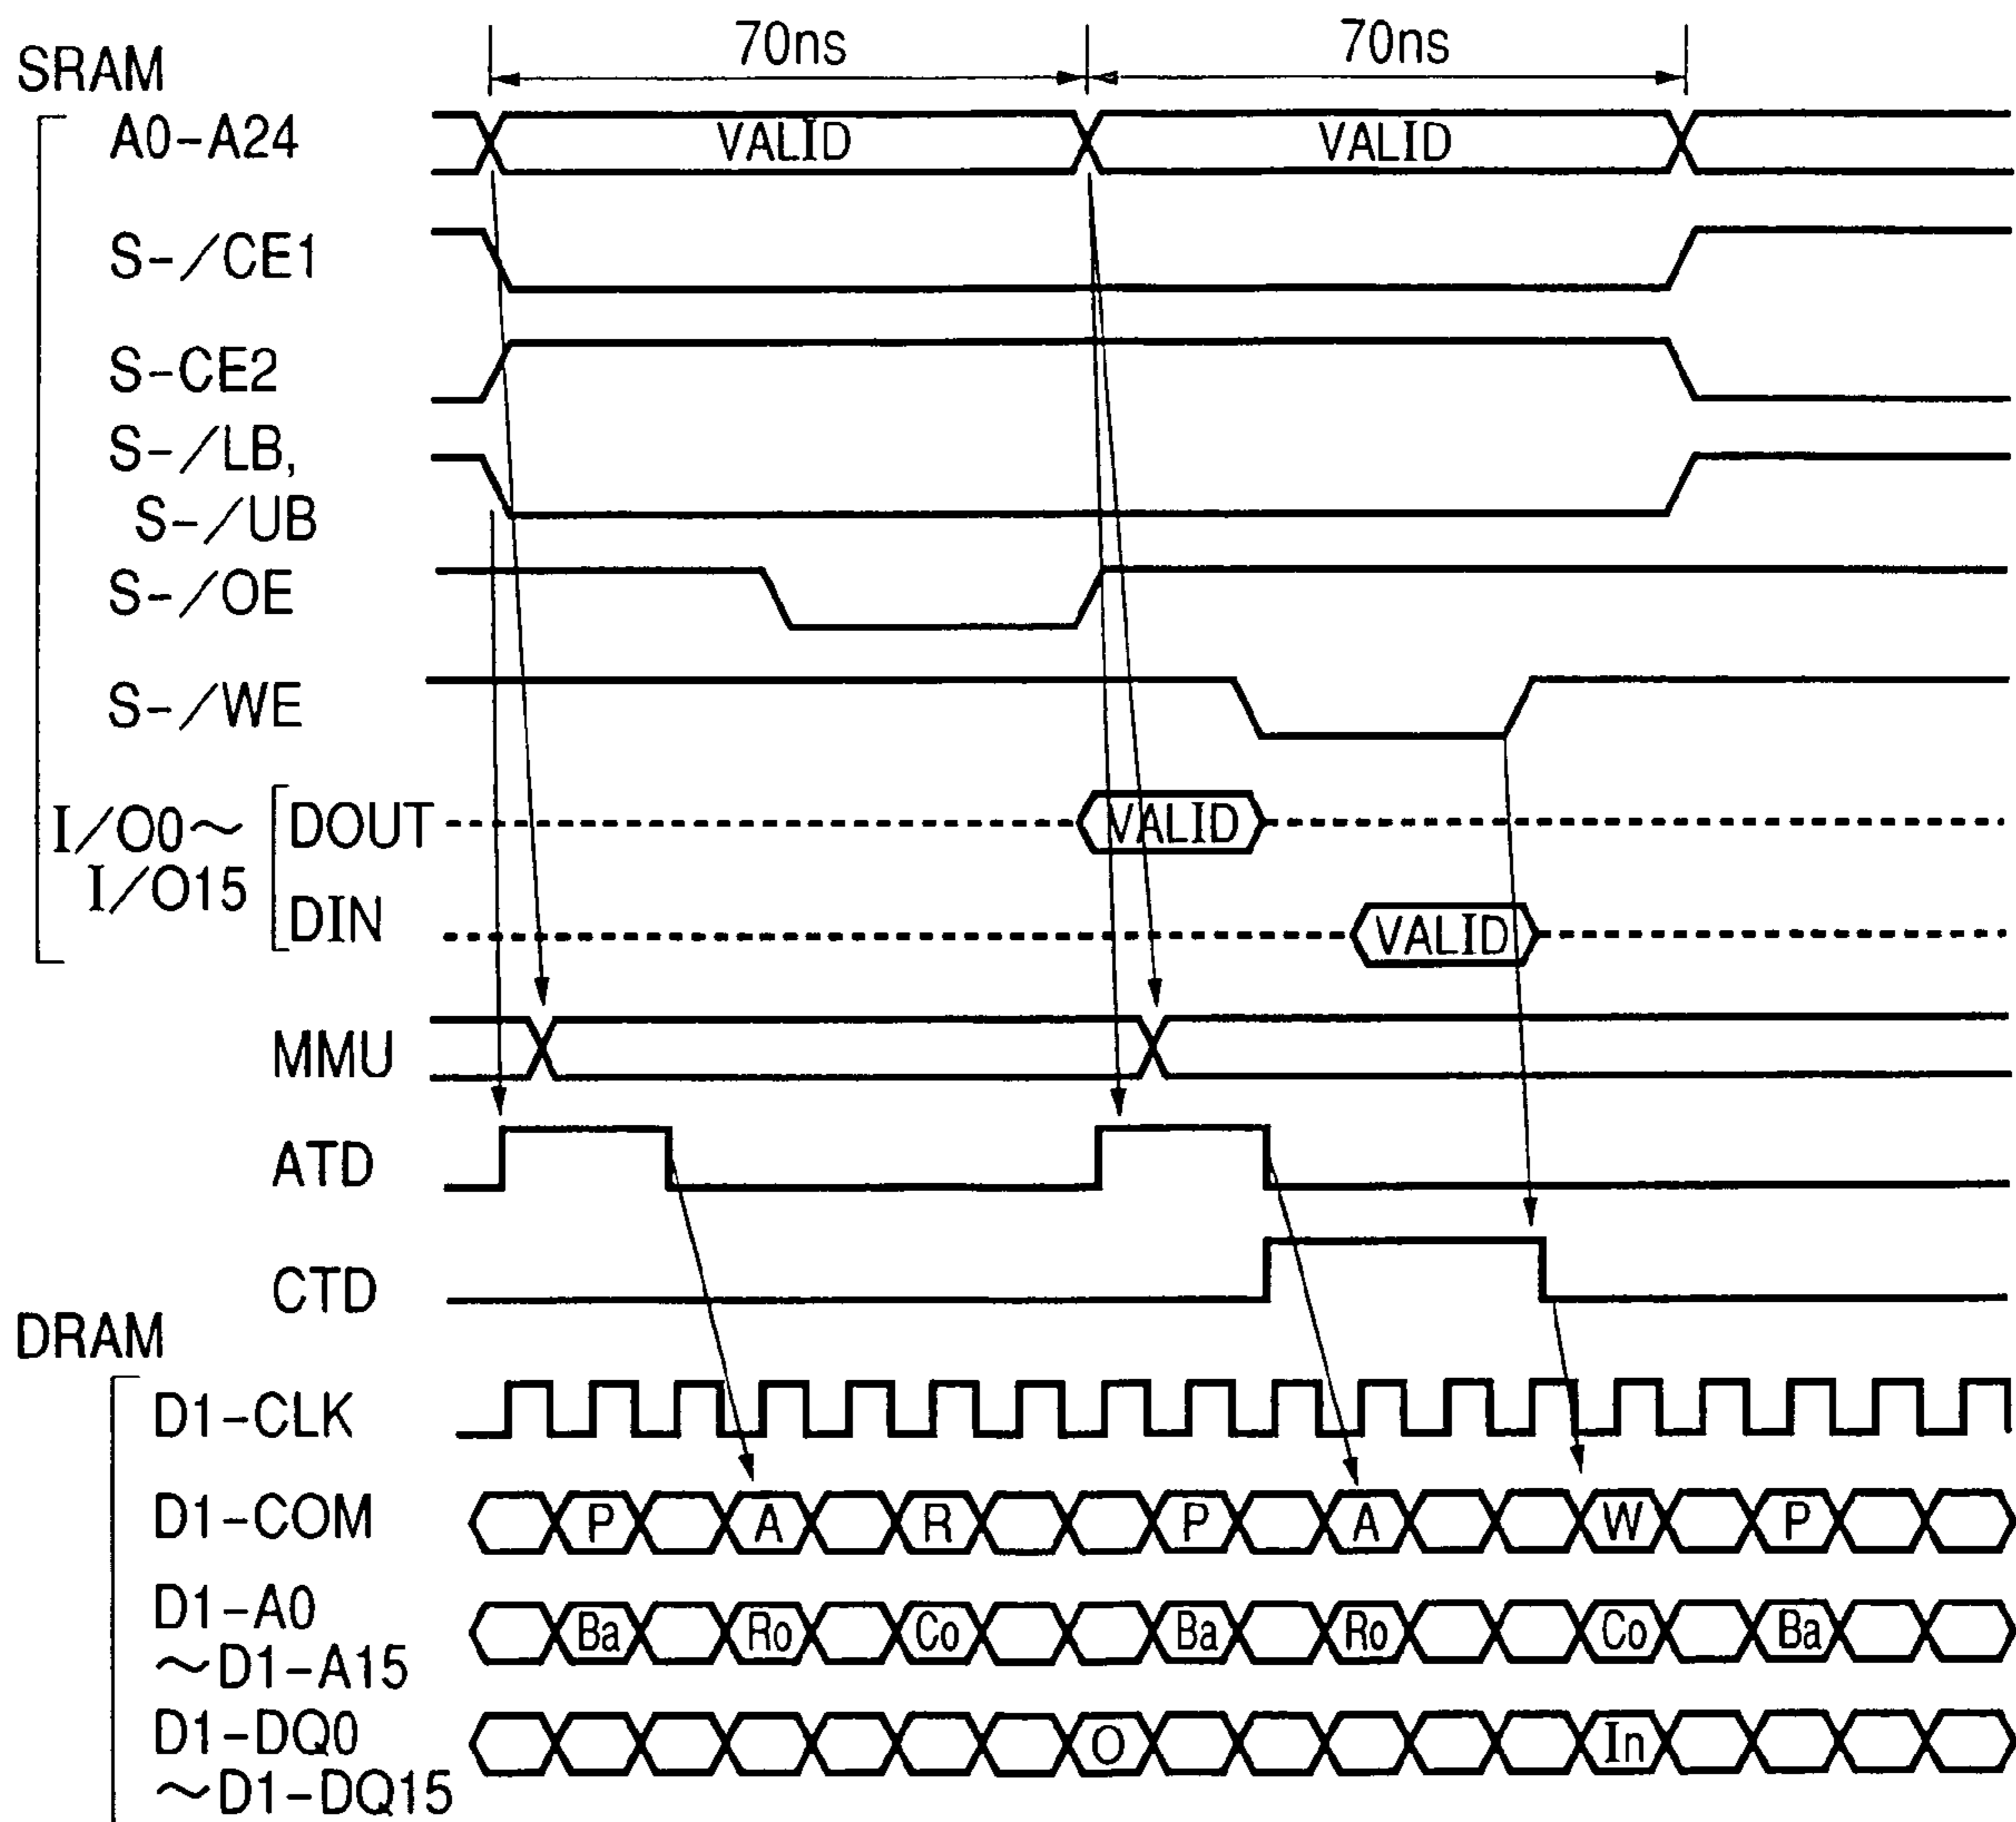 70ns 70ns
SRAM
A0-A24 VALID VALID
S-/CE1
S-CE2
S-/LB,
S-/UB
S-/OE
S-/WE
I/O0~ DOUT VALID
I/O15 DIN VALID
MMU
ATD
CTD
DRAM
D1-CLK
D1-COM P A R P A W P
D1-A0 Ba Ro Co Ba Ro Co Ba
~D1-A15
D1-DQ0 O In
~D1-DQ15